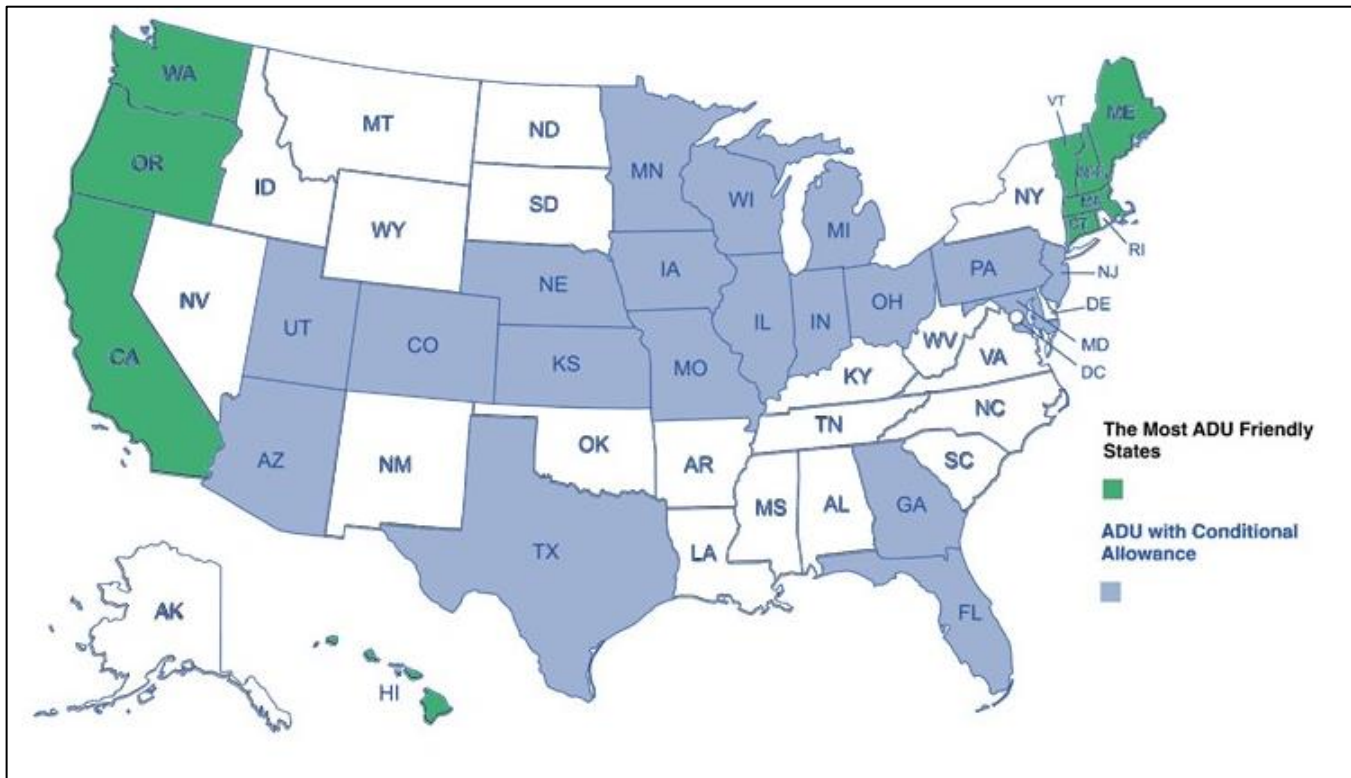 WA
MT
ND
MN
VT
ME
OR
ID
SD
WI
NY
WY
MI
CT
RI
IA
PA
NJ
NE
NV
UT
IL
IN
OH
DE
CO
WV
MD
CA
KS
MO
VA
DC
KY
NC
TN
The Most ADU Friendly
States
AZ
OK
NM
AR
SC
MS
AL
GA
ADU with Conditional
Allowance
TX
LA
AK
FL
HI